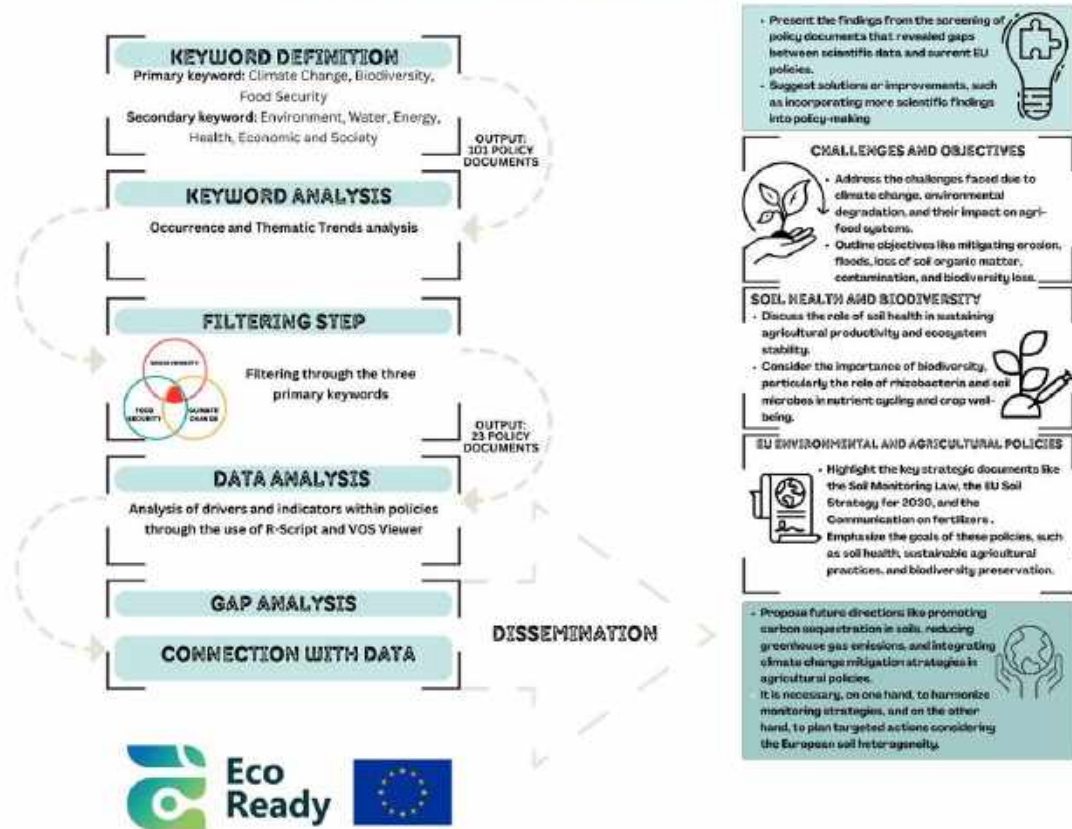 KEYWORD DEFINITION
Primary keyword: Climate Change, Biodiversity,
Food Security
Secondary keyword: Environment, Water, Energy,
Health, Economic and Society
OUTPUT:
101 POLICY
DOCUMENTS
KEYWORD ANALYSIS
Occurrence and Thematic Trends analysis
FILTERING STEP
BIODIVERSITY
FOOD
SECURITY
CLIMATE
CHANGE
Filtering through the three
primary keywords
OUTPUT:
23 POLICY
DOCUMENTS
DATA ANALYSIS
Analysis of drivers and indicators within policies
through the use of R-Script and VOS Viewer
GAP ANALYSIS
CONNECTION WITH DATA
DISSEMINATION
Eco
Ready
• Present the findings from the screening of
policy documents that revealed gaps
between scientific data and current EU
policies.
• Suggest solutions or improvements, such
as incorporating more scientific findings
into policy-making
CHALLENGES AND OBJECTIVES
• Address the challenges faced due to
climate change, environmental
degradation, and their impact on agri-
food systems.
• Outline objectives like mitigating erosion,
floods, loss of soil organic matter,
contamination, and biodiversity loss.
SOIL HEALTH AND BIODIVERSITY
• Discuss the role of soil health in sustaining
agricultural productivity and ecosystem
stability.
• Consider the importance of biodiversity,
particularly the role of rhizobacteria and soil
microbes in nutrient cycling and crop well-
being.
EU ENVIRONMENTAL AND AGRICULTURAL POLICIES
• Highlight the key strategic documents like
the Soil Monitoring Law, the EU Soil
Strategy for 2030, and the
Communication on fertilizers .
• Emphasize the goals of these policies, such
as soil health, sustainable agricultural
practices, and biodiversity preservation.
• Propose future directions like promoting
carbon sequestration in soils, reducing
greenhouse gas emissions, and integrating
climate change mitigation strategies in
agricultural policies.
• It is necessary, on one hand, to harmonize
monitoring strategies, and on the other
hand, to plan targeted actions considering
the European soil heterogeneity.